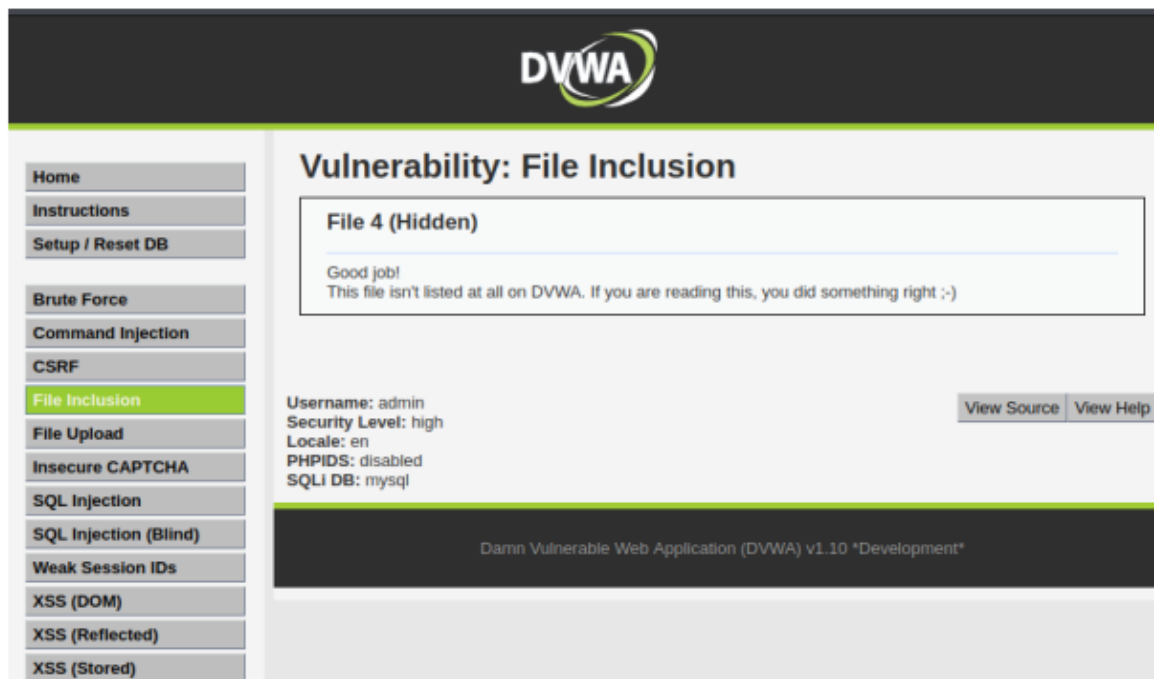 DVWA
Home
Instructions
Setup / Reset DB
Brute Force
Command Injection
CSRF
File Inclusion
File Upload
Insecure CAPTCHA
SQL Injection
SQL Injection (Blind)
Weak Session IDs
XSS (DOM)
XSS (Reflected)
XSS (Stored)
Vulnerability: File Inclusion
File 4 (Hidden)
Good job!
This file isn't listed at all on DVWA. If you are reading this, you did something right ;-)
Username: admin
Security Level: high
Locale: en
PHPIDS: disabled
SQLi DB: mysql
View Source View Help
Damn Vulnerable Web Application (DVWA) v1.10 *Development*